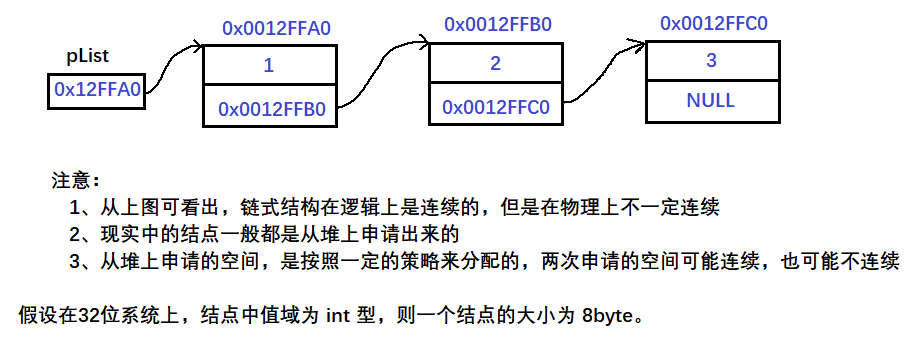 0x0012FFA0 0x0012FFB0 0x0012FFC0
pList
1 2 3
0x12FFA0 0x0012FFB0 0x0012FFC0 NULL
注意：
1、从上图可看出，链式结构在逻辑上是连续的，但是在物理上不一定连续
2、现实中的结点一般都是从堆上申请出来的
3、从堆上申请的空间，是按照一定的策略来分配的，两次申请的空间可能连续，也可能不连续
假设在32位系统上，结点中值域为 int 型，则一个结点的大小为 8byte。